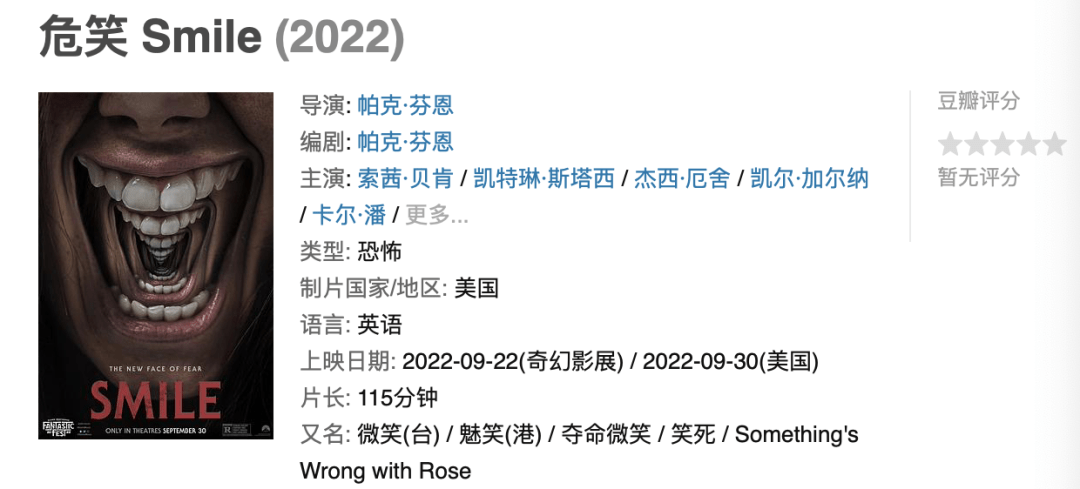 危笑 Smile (2022)
THE NEW FACE OF FEAR
SMILE
FANTASTIC FEST
ONLY IN THEATRES SEPTEMBER 30
R
导演: 帕克·芬恩
编剧: 帕克·芬恩
主演: 索茜·贝肯 / 凯特琳·斯塔西 / 杰西·厄舍 / 凯尔·加尔纳
/ 卡尔·潘 / 更多...
类型: 恐怖
制片国家/地区: 美国
语言: 英语
上映日期: 2022-09-22(奇幻影展) / 2022-09-30(美国)
片长: 115分钟
又名: 微笑(台) / 魅笑(港) / 夺命微笑 / 笑死 / Something's
Wrong with Rose
豆瓣评分
暂无评分